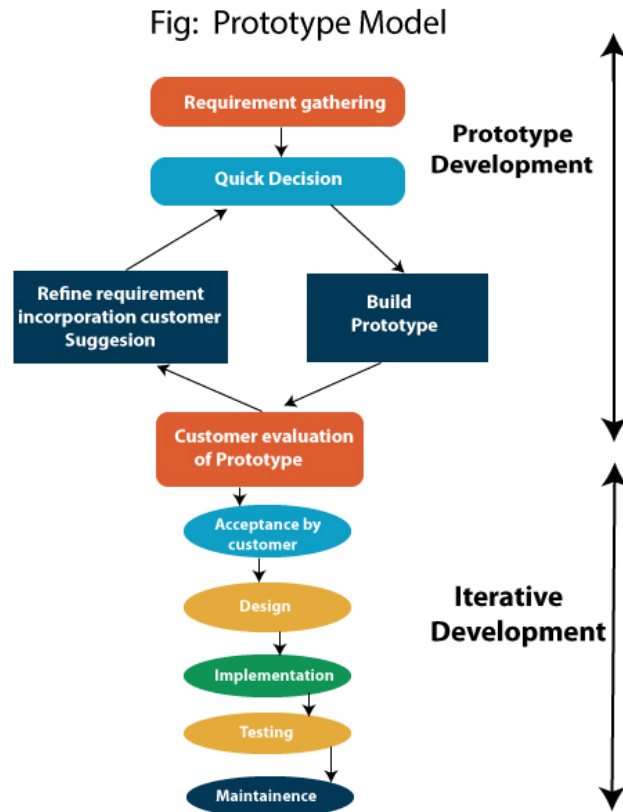 Fig: Prototype Model
Requirement gathering
Prototype
Development
Quick Decision
Refine requirement
incorporation customer
Suggesion
Build
Prototype
Customer evaluation
of Prototype
Acceptance by
customer
Design
Iterative
Development
Implementation
Testing
Maintainence